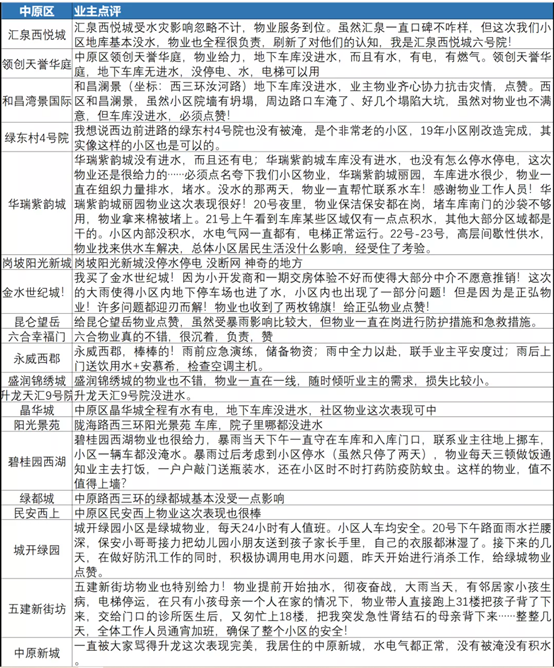 中原区 业主点评
汇泉西悦城
汇泉西悦城受水灾影响忽略不计，物业服务到位。虽然汇泉一直口碑不咋样，但这次我们小
区地库基本没水，物业也全程很负责，刷新了对他们的认知，我是汇泉西悦城六号院！
领创天誉华庭
中原区领创天誉华庭，物业给力，地下车库没进水，而且有水，有电，有燃气。领创天誉华
庭，地下车库无进水，没停电、水，电梯可以用
和昌湾景国际
和昌澜景（坐标：西三环汝河路）地下车库没进水，业主物业齐心协力抗击灾情，点赞。西
区和昌澜景，虽然小区院墙有坍塌，周边路口车淹了、好几个塌陷大坑，虽然对物业也不满
意，但车库没进水，必须点赞！
绿东村4号院
我想说西边前进路的绿东村4号院也没有被淹，是个非常老的小区，19年小区刚改造完成，其
实像这样的小区也是可以的。
华瑞紫韵城
华瑞紫韵城没有进水，而且还有电；华瑞紫韵城车库没有进水，也没有怎么停水停电，这次
物业还是很给力的……必须点名夸下我们小区物业，华瑞紫韵城丽园，车库进水很少，物业一
直在组织力量排水，堵水。没水的那两天，物业一直帮忙联系水车！感谢物业工作人员！华
瑞紫韵城丽园物业这次表现很好！20号夜里，物业保洁保安都在岗，堵车库南门的沙袋不够
用，物业拿来棉被堵上。21号上午看到车库某些区域仅有一点点积水，其他大部分区域都是
干的。小区内部没积水，水电气网一直都有，电梯正常运行。22号-23号，高层间歇性供水，
物业找来供水车解决，总体小区居民生活没什么影响，经受住了考验。
岗坡阳光新城 岗坡阳光新城没停水停电 没断网 神奇的地方
金水世纪城！
我买了金水世纪城！因为小开发商和一期交房体验不好而使得大部分中介不愿意推销！这次
的大雨使得小区内地下停车场也进了水，小区内也出现了一部分问题！但是因为是正弘物
业！许多问题都迎刃而解！物业也收到了两枚锦旗！给正弘物业点赞！
昆仑望岳 给昆仑望岳物业点赞，虽然受暴雨影响比较大，但物业一直在岗进行防护措施和急救措施。
六合幸福门 六合物业真的不错，很沉着，负责，赞
永威西郡
永威西郡，棒棒的！雨前应急演练，储备物资；雨中全力以赴，联手业主平安度过；雨后上
门送饮用水+安慕希，检查空调主机。
盛润锦绣城 盛润锦绣城的物业也不错，物业一直在一线，随时倾听业主的需求，损失比较小。
升龙天汇9号院 升龙天汇9号院没进水。
晶华城 中原区晶华城全程有水有电，地下车库没进水，社区物业这次表现可中
阳光景苑 陇海路西三环阳光景苑 车库，院子里哪都没进水
碧桂园西湖
碧桂园西湖物业也很给力，暴雨当天下午一直守在车库和入库门口，联系业主往地上挪车，
小区一辆车都没淹水。暴雨过后考虑到小区停水（虽然只停了两天），物业每天三顿做饭通
知业主去打饭，一户户敲门送瓶装水，还在小区时不时打药防疫防蚊虫。这样的物业，值不
值得上墙？
绿都城 中原路西三环的绿都城基本没受一点影响
民安西上 中原区民安西上物业这次表现也很棒
城开绿园
城开绿园小区是绿城物业，每天24小时有人值班。小区人车均安全。20号下午路面雨水拦腰
深，保安小哥哥接力把幼儿园小朋友送到家长手里，自己的衣服都淋湿了。接下来的几
天，在做好防汛工作的同时，积极协调用电用水问题，昨天开始进行消杀工作，给绿城物业
点赞。
五建新街坊
五建新街坊物业也特别给力！物业提前开始抽水，彻夜奋战，大雨当天，有邻居家小孩生
病，电梯停运，在只有小孩母亲一个人在家的情况下，物业带人直接跑上31楼把孩子背了下
来，交给门口的诊所医生后，又匆忙上18楼，把我突发急性肾结石的母亲背下来……整整几
天，全体工作人员通宵加班，确保了整个小区的安全！
中原新城
一直被大家骂得升龙这次表现完美，我居住的中原新城，水电气都正常，没有被淹没有积水
。